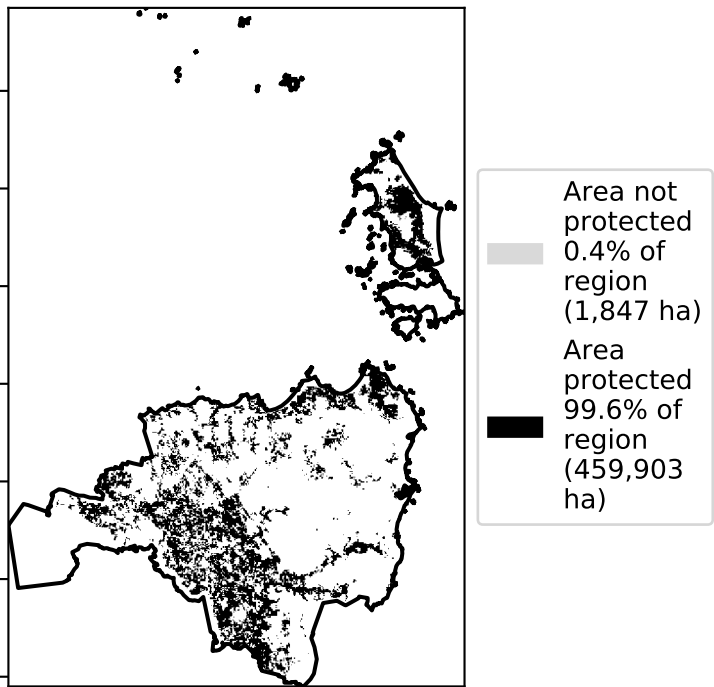 Area not
protected
0.4% of
region
(1,847 ha)
Area
protected
99.6% of
region
(459,903
ha)